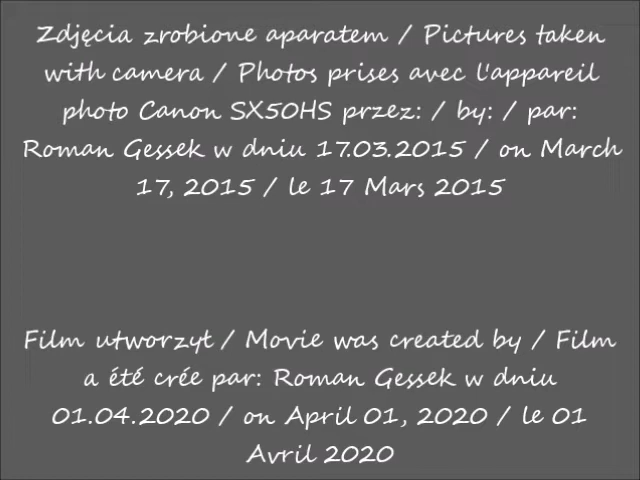 Zdjęcia zrobione aparatem / Pictures taken
with camera / Photos prises avec l'appareil
photo Canon SX50HS przez: / by: / par:
Roman Gessek w dniu 17.03.2015 / on March
17, 2015 / le 17 Mars 2015
Film utworzył / Movie was created by / Film
a été crée par: Roman Gessek w dniu
01.04.2020 / on April 01, 2020 / le 01
Avril 2020